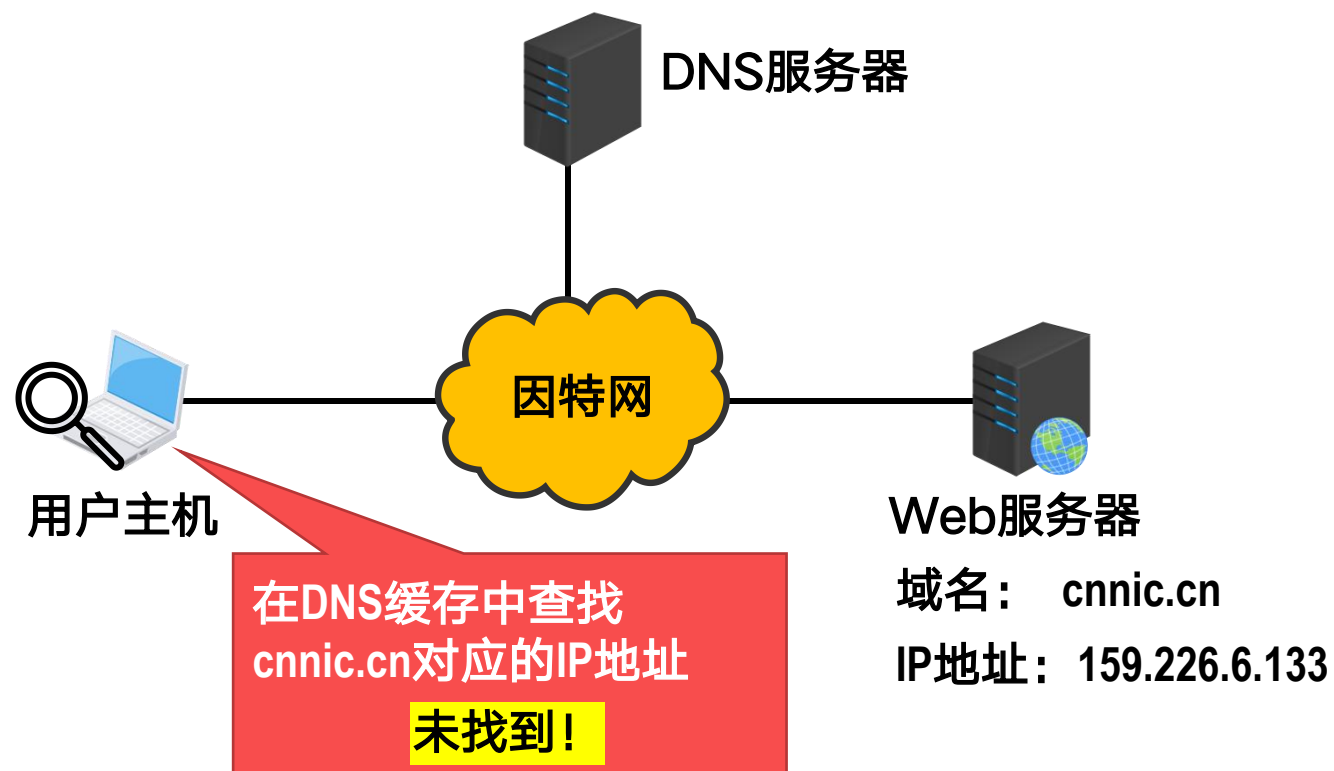 DNS服务器
因特网
用户主机
Web服务器
域名： cnnic.cn
IP地址：159.226.6.133
在DNS缓存中查找
cnnic.cn对应的IP地址
未找到！